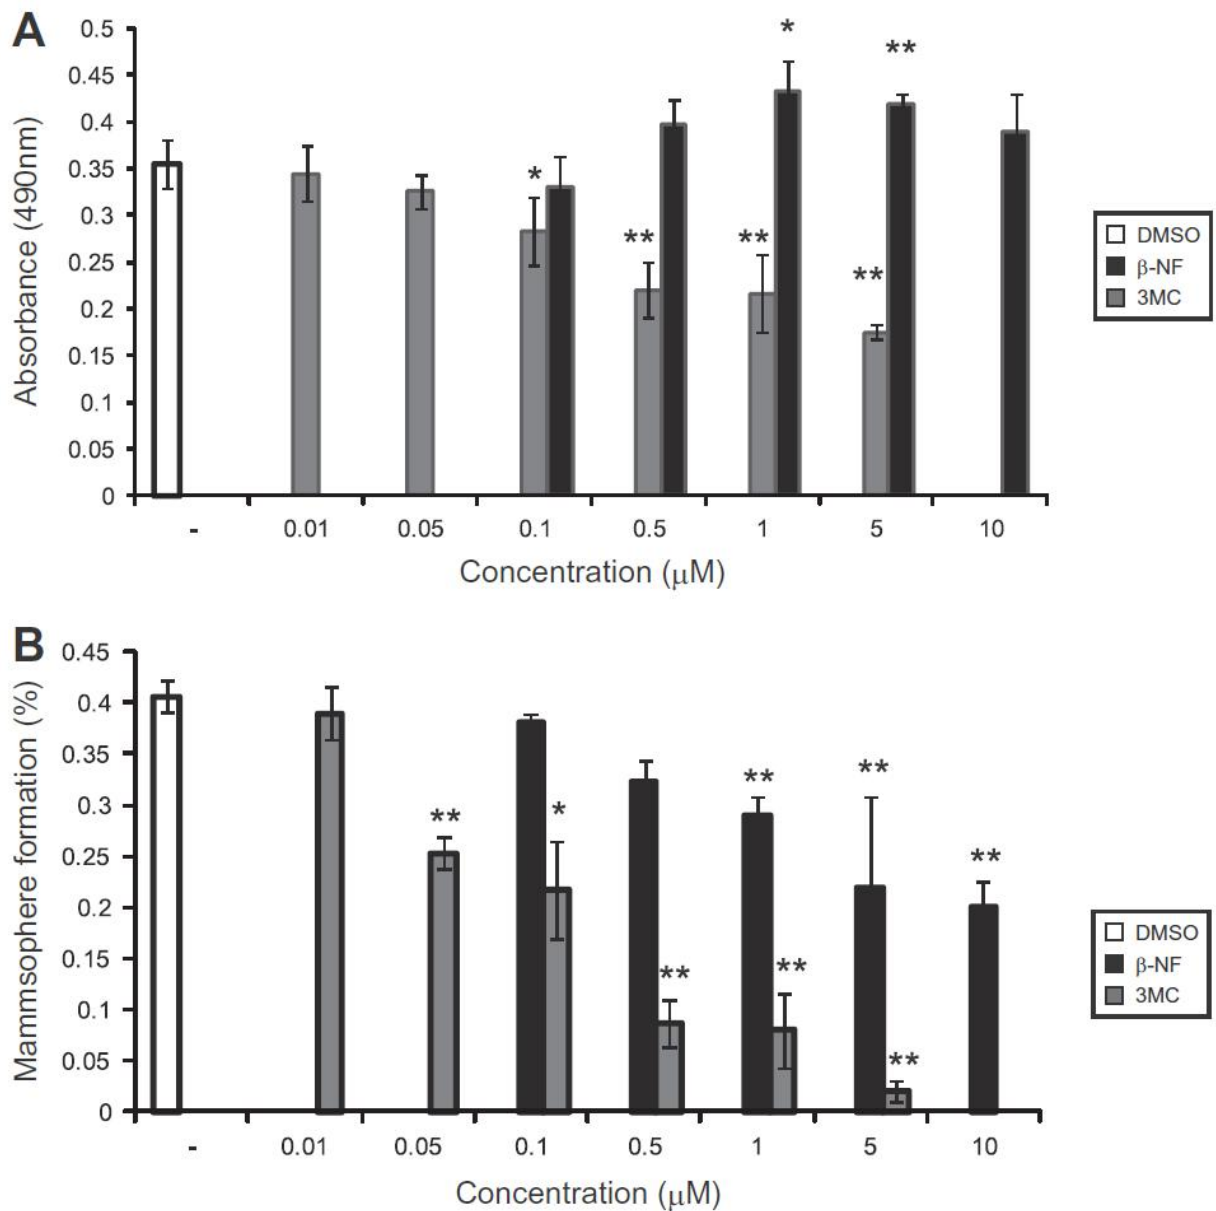 A
0.5
0.45
0.4
0.35
0.3
0.25
0.2
0.15
0.1
0.05
0
Absorbance (490nm)
* ** * ** ** **
- 0.01 0.05 0.1 0.5 1 5 10
Concentration (μM)
DMSO
β-NF
3MC
B
0.45
0.4
0.35
0.3
0.25
0.2
0.15
0.1
0.05
0
Mammsophere formation (%)
** * ** ** ** ** ** **
- 0.01 0.05 0.1 0.5 1 5 10
Concentration (μM)
DMSO
β-NF
3MC